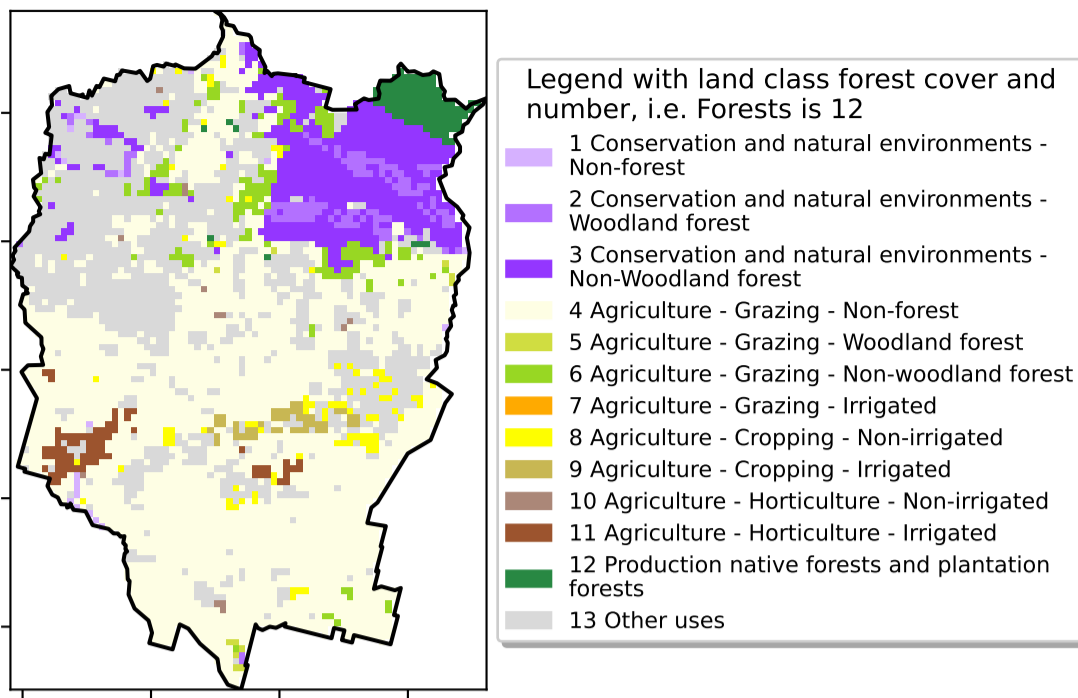 Legend with land class forest cover and
number, i.e. Forests is 12
1 Conservation and natural environments -
Non-forest
2 Conservation and natural environments -
Woodland forest
3 Conservation and natural environments -
Non-Woodland forest
4 Agriculture - Grazing - Non-forest
5 Agriculture - Grazing - Woodland forest
6 Agriculture - Grazing - Non-woodland forest
7 Agriculture - Grazing - Irrigated
8 Agriculture - Cropping - Non-irrigated
9 Agriculture - Cropping - Irrigated
10 Agriculture - Horticulture - Non-irrigated
11 Agriculture - Horticulture - Irrigated
12 Production native forests and plantation
forests
13 Other uses